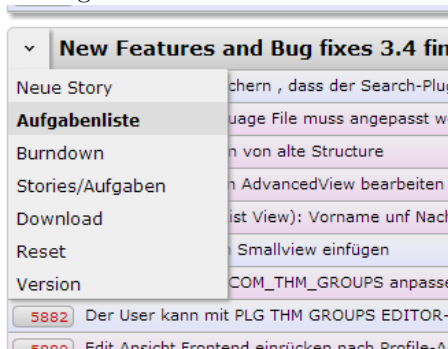 New Features and Bug fixes 3.4 fin
Neue Story
chern , dass der Search-Plug
Aufgabenliste
uage File muss angepasst w
Burndown
n von alte Structure
Stories/Aufgaben
AdvancedView bearbeiten
Download
ist View): Vorname unf Nach
Reset
Smallview einfügen
Version
COM_THM_GROUPS anpasse
5882 Der User kann mit PLG THM GROUPS EDITOR-
Edit Ansicht Frontend einrücken nach Profile-A